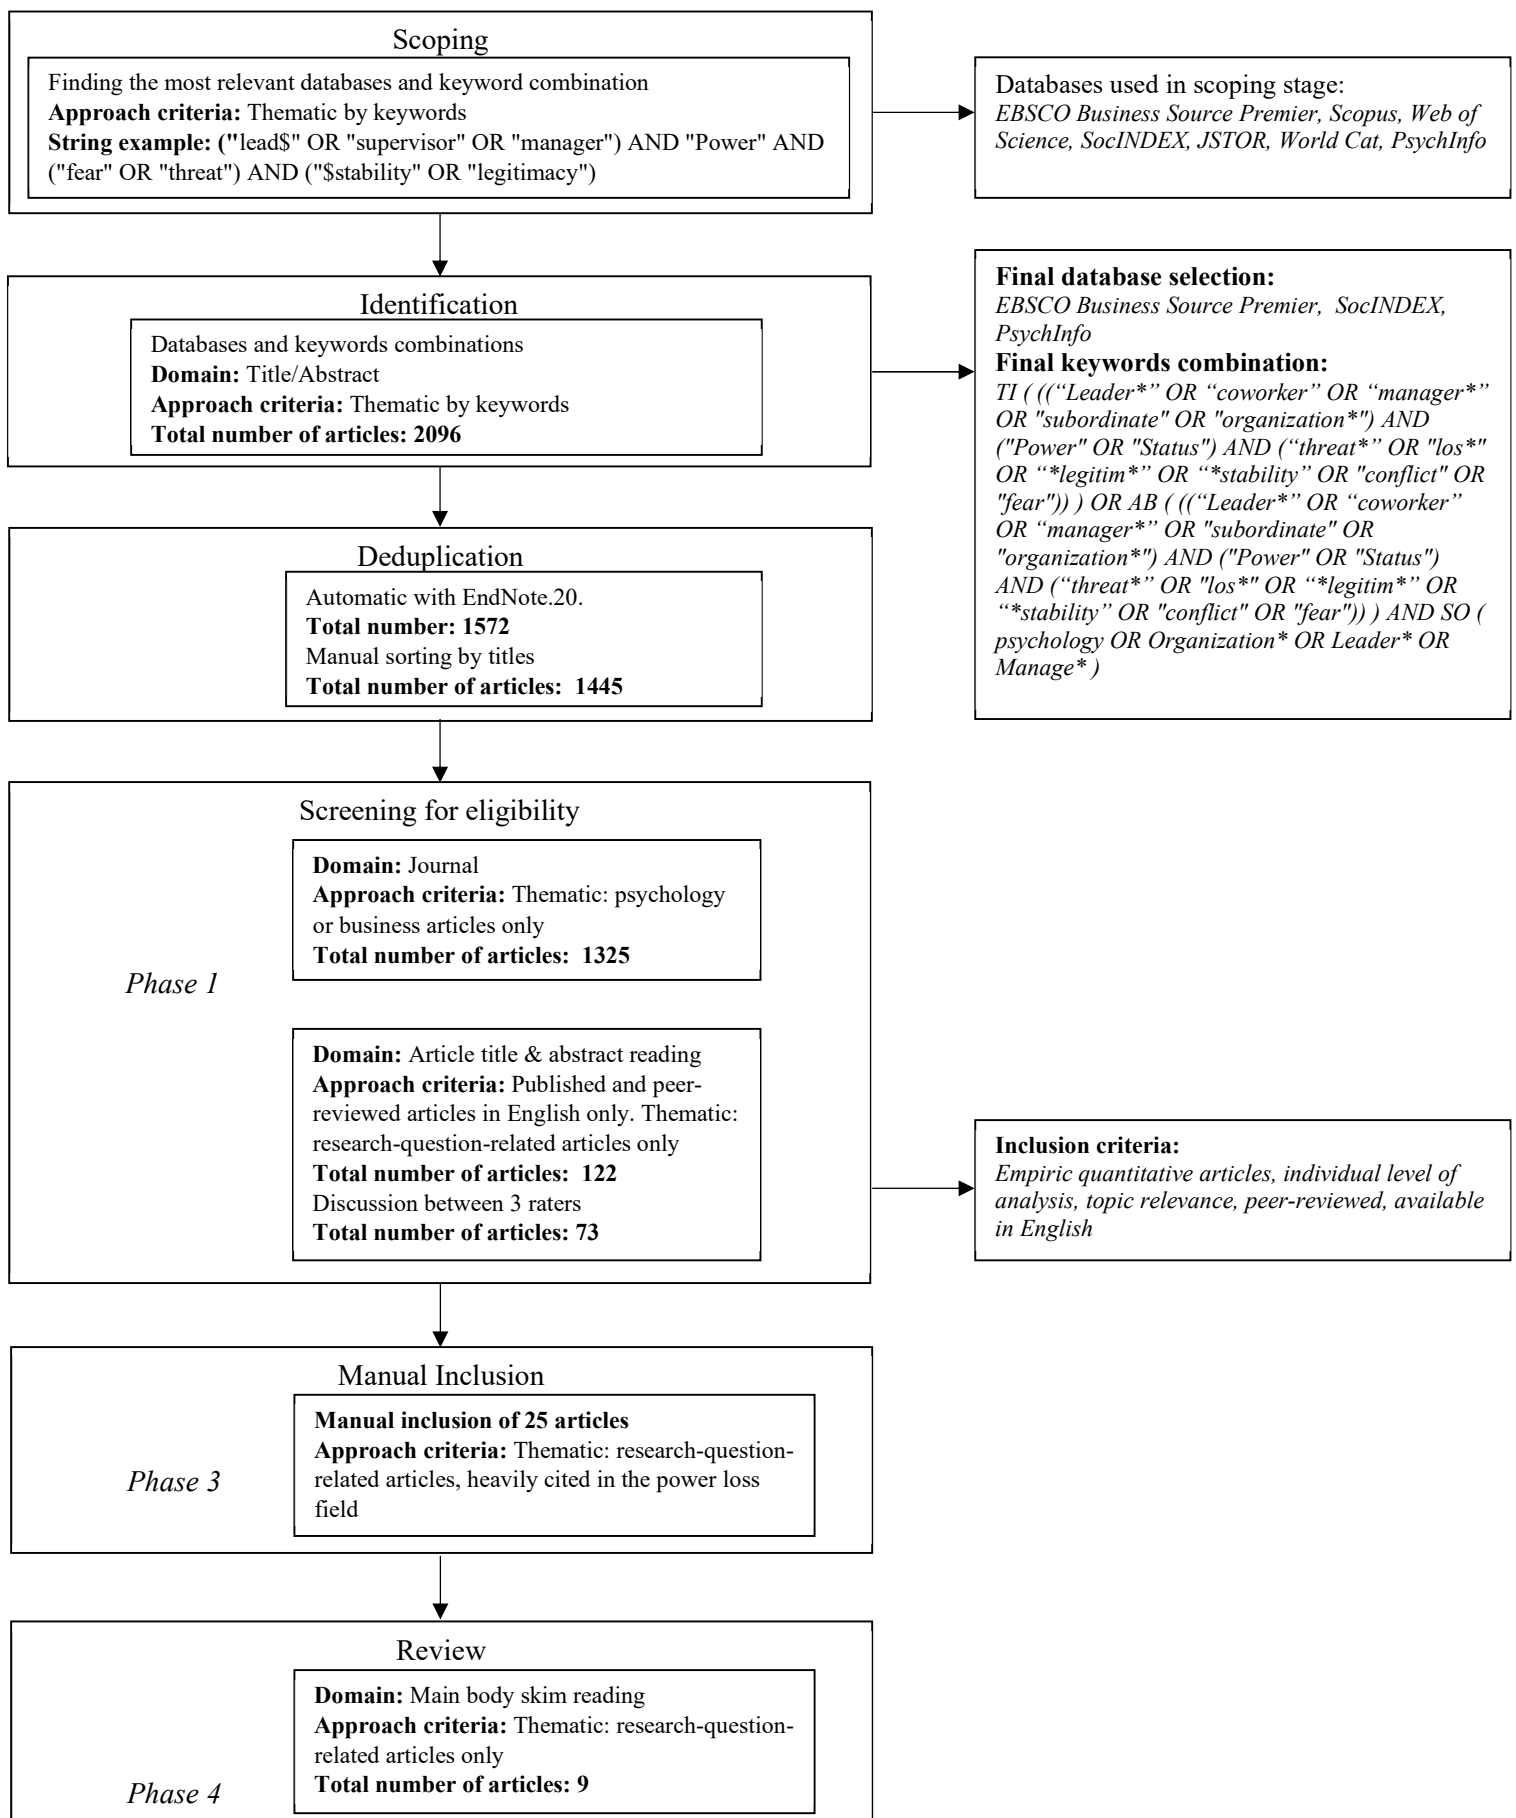 Scoping
Finding the most relevant databases and keyword combination
Approach criteria: Thematic by keywords
String example: ("lead$" OR "supervisor" OR "manager") AND "Power" AND
("fear" OR "threat") AND ("$stability" OR "legitimacy")
Databases used in scoping stage:
EBSCO Business Source Premier, Scopus, Web of
Science, SocINDEX, JSTOR, World Cat, PsychInfo
Identification
Databases and keywords combinations
Domain: Title/Abstract
Approach criteria: Thematic by keywords
Total number of articles: 2096
Final database selection:
EBSCO Business Source Premier,  SocINDEX,
PsychInfo
Final keywords combination:
TI ( ((“Leader*” OR “coworker” OR “manager*”
OR "subordinate" OR "organization*") AND
("Power" OR "Status") AND (“threat*” OR "los*"
OR “*legitim*” OR “*stability” OR "conflict" OR
"fear")) ) OR AB ( ((“Leader*” OR “coworker”
OR “manager*” OR "subordinate" OR
"organization*") AND ("Power" OR "Status")
AND (“threat*” OR "los*" OR “*legitim*” OR
“*stability” OR "conflict" OR "fear")) ) AND SO (
psychology OR Organization* OR Leader* OR
Manage* )
Deduplication
Automatic with EndNote.20.
Total number: 1572
Manual sorting by titles
Total number of articles:  1445
Screening for eligibility
Domain: Journal
Approach criteria: Thematic: psychology
or business articles only
Total number of articles:  1325
Phase 1
Domain: Article title & abstract reading
Approach criteria: Published and peer-
reviewed articles in English only. Thematic:
research-question-related articles only
Total number of articles:  122
Discussion between 3 raters
Total number of articles: 73
Inclusion criteria:
Empiric quantitative articles, individual level of
analysis, topic relevance, peer-reviewed, available
in English
Manual Inclusion
Manual inclusion of 25 articles
Approach criteria: Thematic: research-question-
related articles, heavily cited in the power loss
field
Phase 3
Review
Domain: Main body skim reading
Approach criteria: Thematic: research-question-
related articles only
Total number of articles: 9
Phase 4